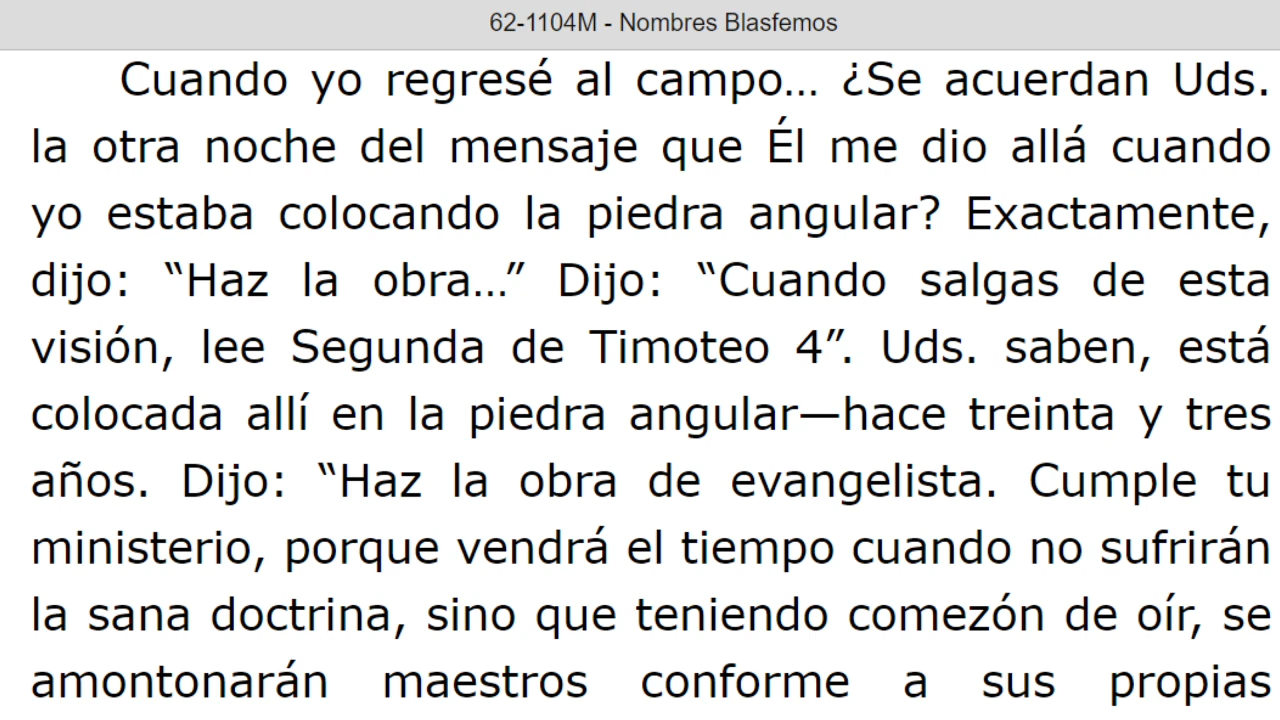 62-1104M - Nombres Blasfemos
Cuando yo regresé al campo… ¿Se acuerdan Uds.
la otra noche del mensaje que Él me dio allá cuando
yo estaba colocando la piedra angular? Exactamente,
dijo: “Haz la obra…” Dijo: “Cuando salgas de esta
visión, lee Segunda de Timoteo 4”. Uds. saben, está
colocada allí en la piedra angular—hace treinta y tres
años. Dijo: “Haz la obra de evangelista. Cumple tu
ministerio, porque vendrá el tiempo cuando no sufrirán
la sana doctrina, sino que teniendo comezón de oír, se
amontonarán maestros conforme a sus propias